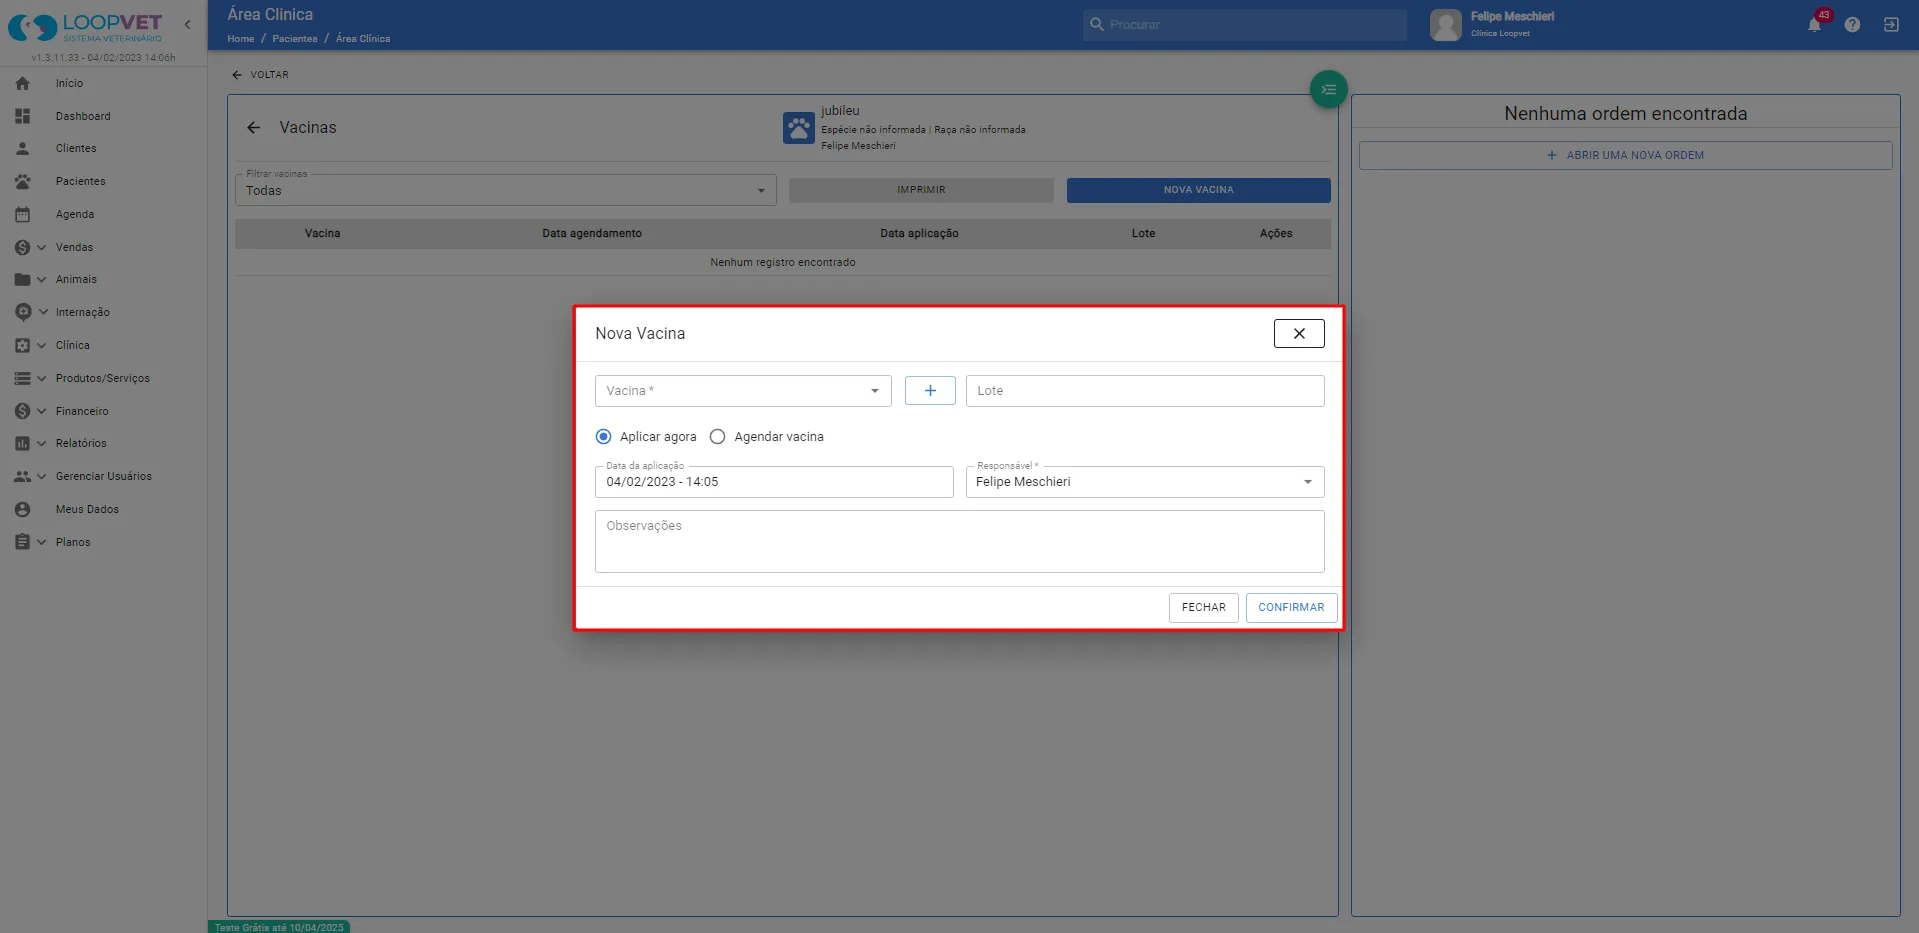 LOOPVET
SISTEMA VETERINÁRIO
v1.3.11.33 - 04/02/2023 14:06h
Início
Dashboard
Clientes
Pacientes
Agenda
Vendas
Animais
Internação
Clínica
Produtos/Serviços
Financeiro
Relatórios
Gerenciar Usuários
Meus Dados
Planos
Área Clinica
Home / Pacientes / Área Clínica
Procurar
Felipe Meschieri
Clínica Loopvet
43
VOLTAR
Vacinas
jubileu
Espécie não informada | Raça não informada
Felipe Meschieri
Filtrar vacinas
Todas
IMPRIMIR
NOVA VACINA
Vacina Data agendamento Data aplicação Lote Ações
Nenhum registro encontrado
Nenhuma ordem encontrada
+ ABRIR UMA NOVA ORDEM
Nova Vacina
Vacina *
+
Lote
Aplicar agora
Agendar vacina
Data da aplicação
04/02/2023 - 14:05
Responsável *
Felipe Meschieri
Observações
FECHAR
CONFIRMAR
Teste Grátis até 10/04/2025